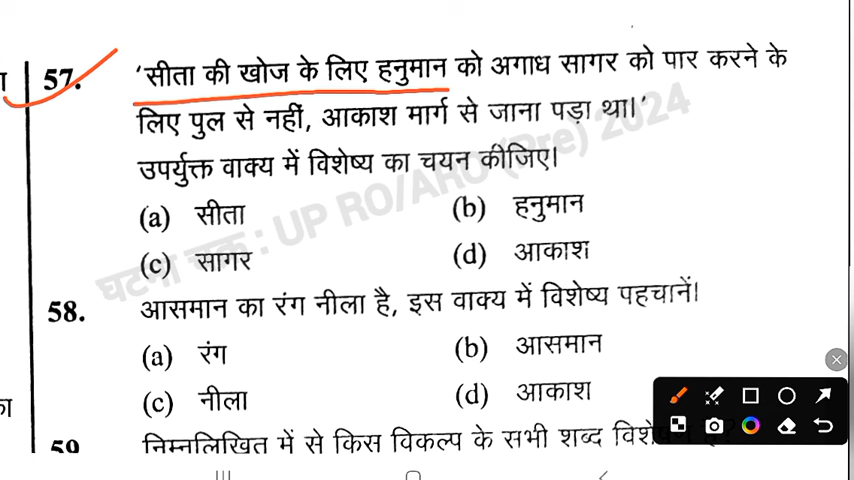 57. 'सीता की खोज के लिए हनुमान को अगाध सागर को पार करने के
लिए पुल से नहीं, आकाश मार्ग से जाना पड़ा था।'
उपर्युक्त वाक्य में विशेष्य का चयन कीजिए।
(a) सीता (b) हनुमान
(c) सागर (d) आकाश
58. आसमान का रंग नीला है, इस वाक्य में विशेष्य पहचानें।
(a) रंग (b) आसमान
(c) नीला (d) आकाश
59 निम्नलिखित में से किस विकल्प के सभी शब्द
घटना चक्र : UP RO/ARO (Pre) 2024